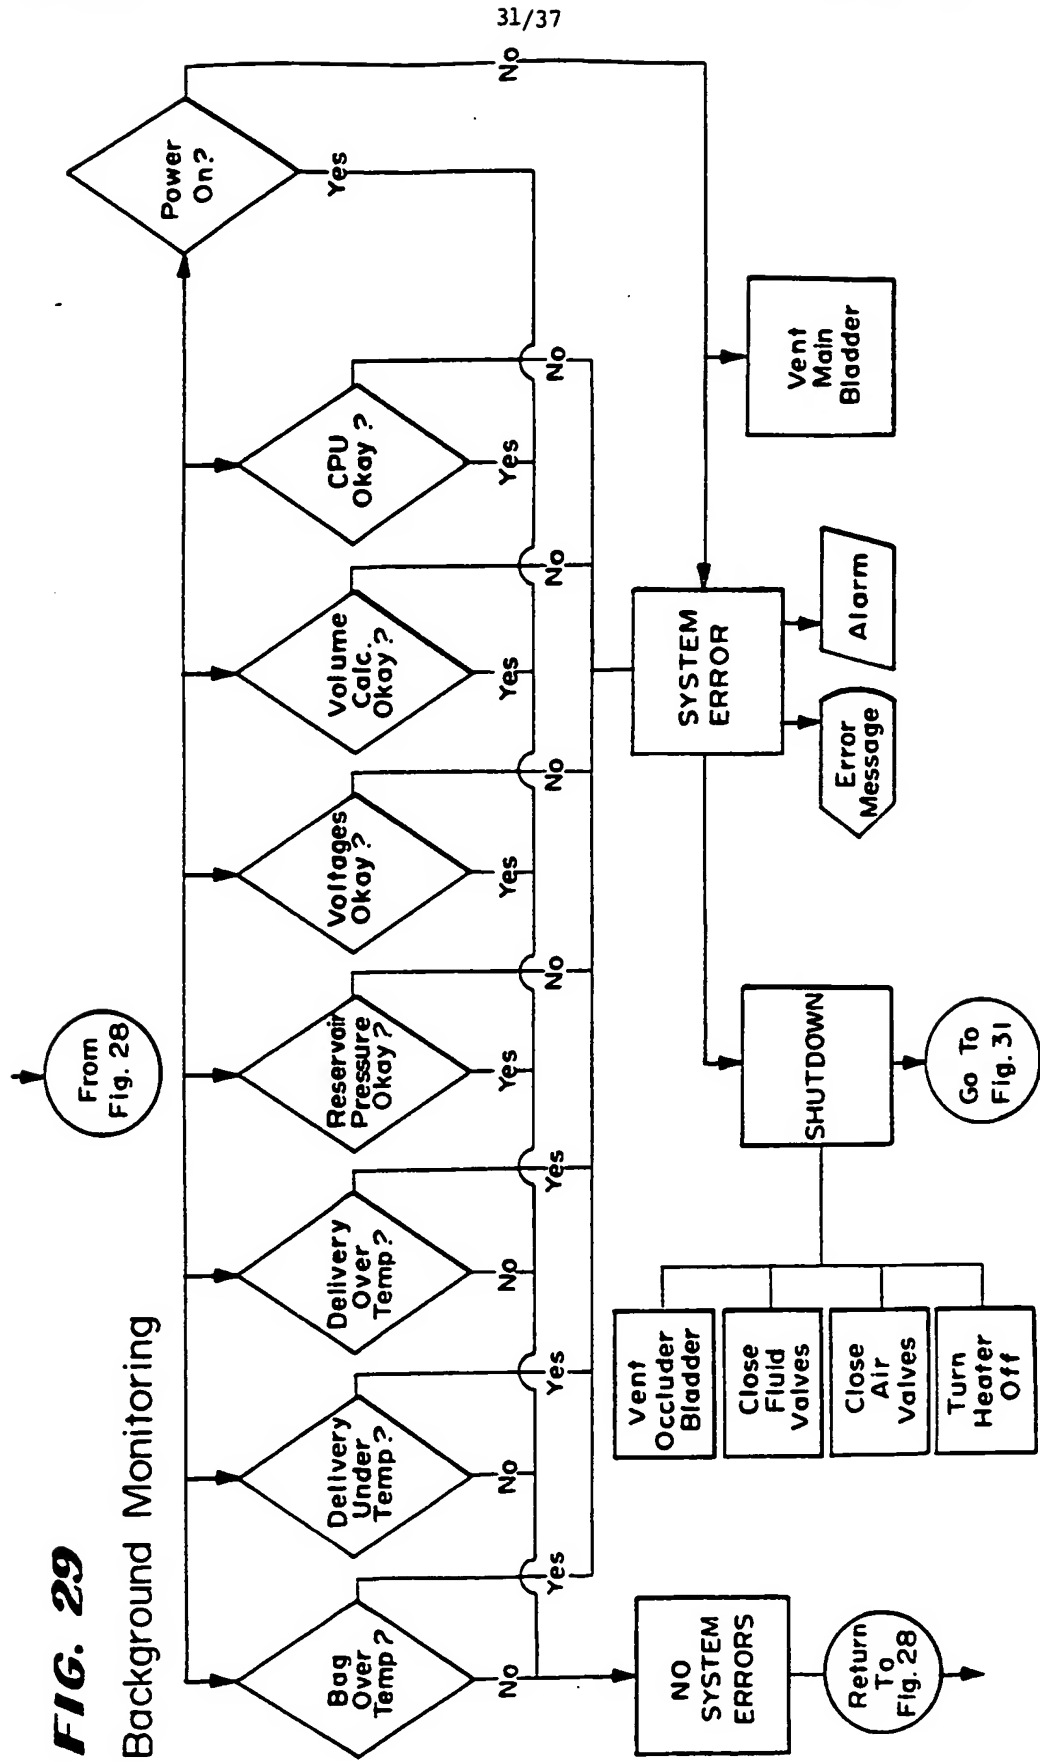 31/37
FIG. 29
Background Monitoring
From
Fig. 28
Bag
Over
Temp?
Delivery
Under
Temp?
Delivery
Over
Temp?
Reservoir
Pressure
Okay?
Voltages
Okay?
Volume
Calc.
Okay?
CPU
Okay?
Power
On?
No
Yes
No
Yes
No
Yes
Yes
No
Yes
No
Yes
No
Yes
No
Yes
No
NO
SYSTEM
ERRORS
Return
To
Fig. 28
SYSTEM
ERROR
Error
Message
Alarm
Vent
Main
Bladder
SHUTDOWN
Go To
Fig. 31
Vent
Occluder
Bladder
Close
Fluid
Valves
Close
Air
Valves
Turn
Heater
Off